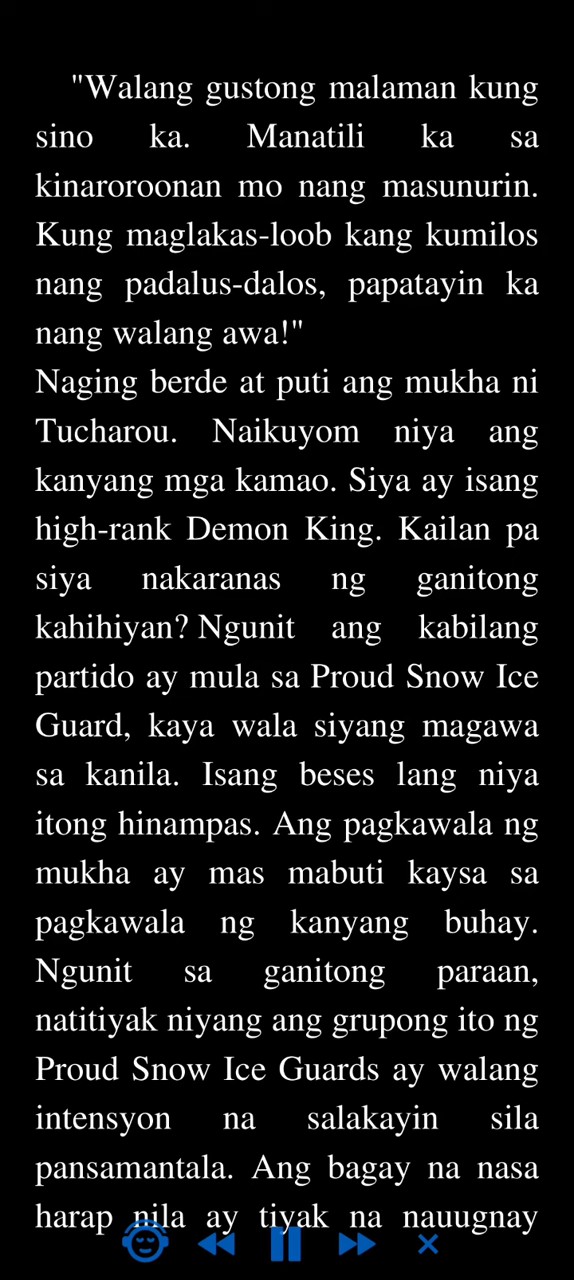 "Walang gustong malaman kung
sino ka. Manatili ka sa
kinaroroonan mo nang masunurin.
Kung maglakas-loob kang kumilos
nang padalus-dalos, papatayin ka
nang walang awa!"
Naging berde at puti ang mukha ni
Tucharou. Naikuyom niya ang
kanyang mga kamao. Siya ay isang
high-rank Demon King. Kailan pa
siya nakaranas ng ganitong
kahihiyan? Ngunit ang kabilang
partido ay mula sa Proud Snow Ice
Guard, kaya wala siyang magawa
sa kanila. Isang beses lang niya
itong hinampas. Ang pagkawala ng
mukha ay mas mabuti kaysa sa
pagkawala ng kanyang buhay.
Ngunit sa ganitong paraan,
natitiyak niyang ang grupong ito ng
Proud Snow Ice Guards ay walang
intensyon na salakayin sila
pansamantala. Ang bagay na nasa
harap nila ay tiyak na nauugnay